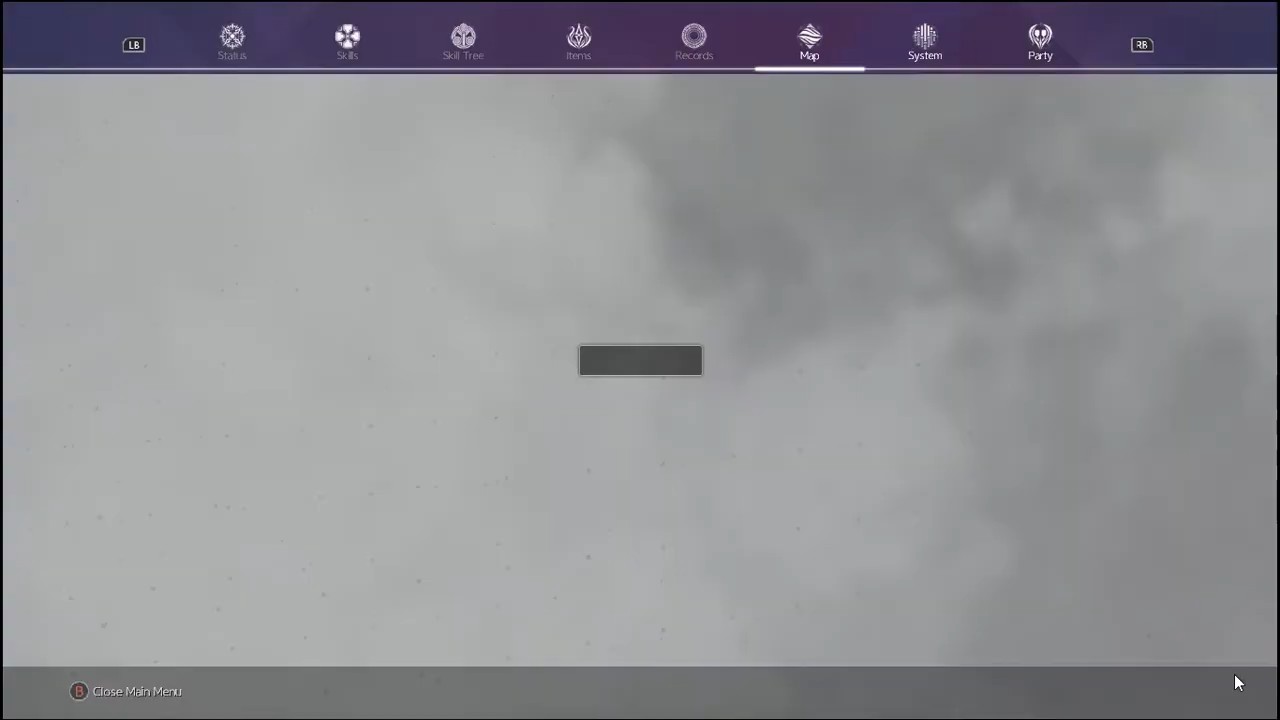 LB
Status
Skills
Skill Tree
Items
Records
Map
System
Party
RB
B Close Main Menu